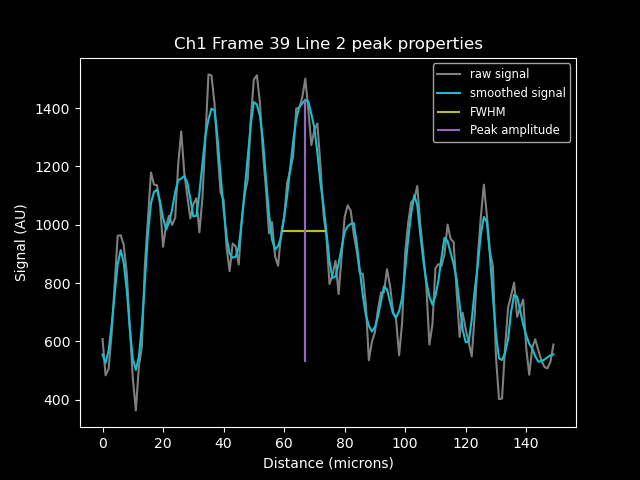 Ch1 Frame 39 Line 2 peak properties
raw signal
smoothed signal
FWHM
Peak amplitude
Signal (AU)
1400
1200
1000
800
600
400
0 20 40 60 80 100 120 140
Distance (microns)